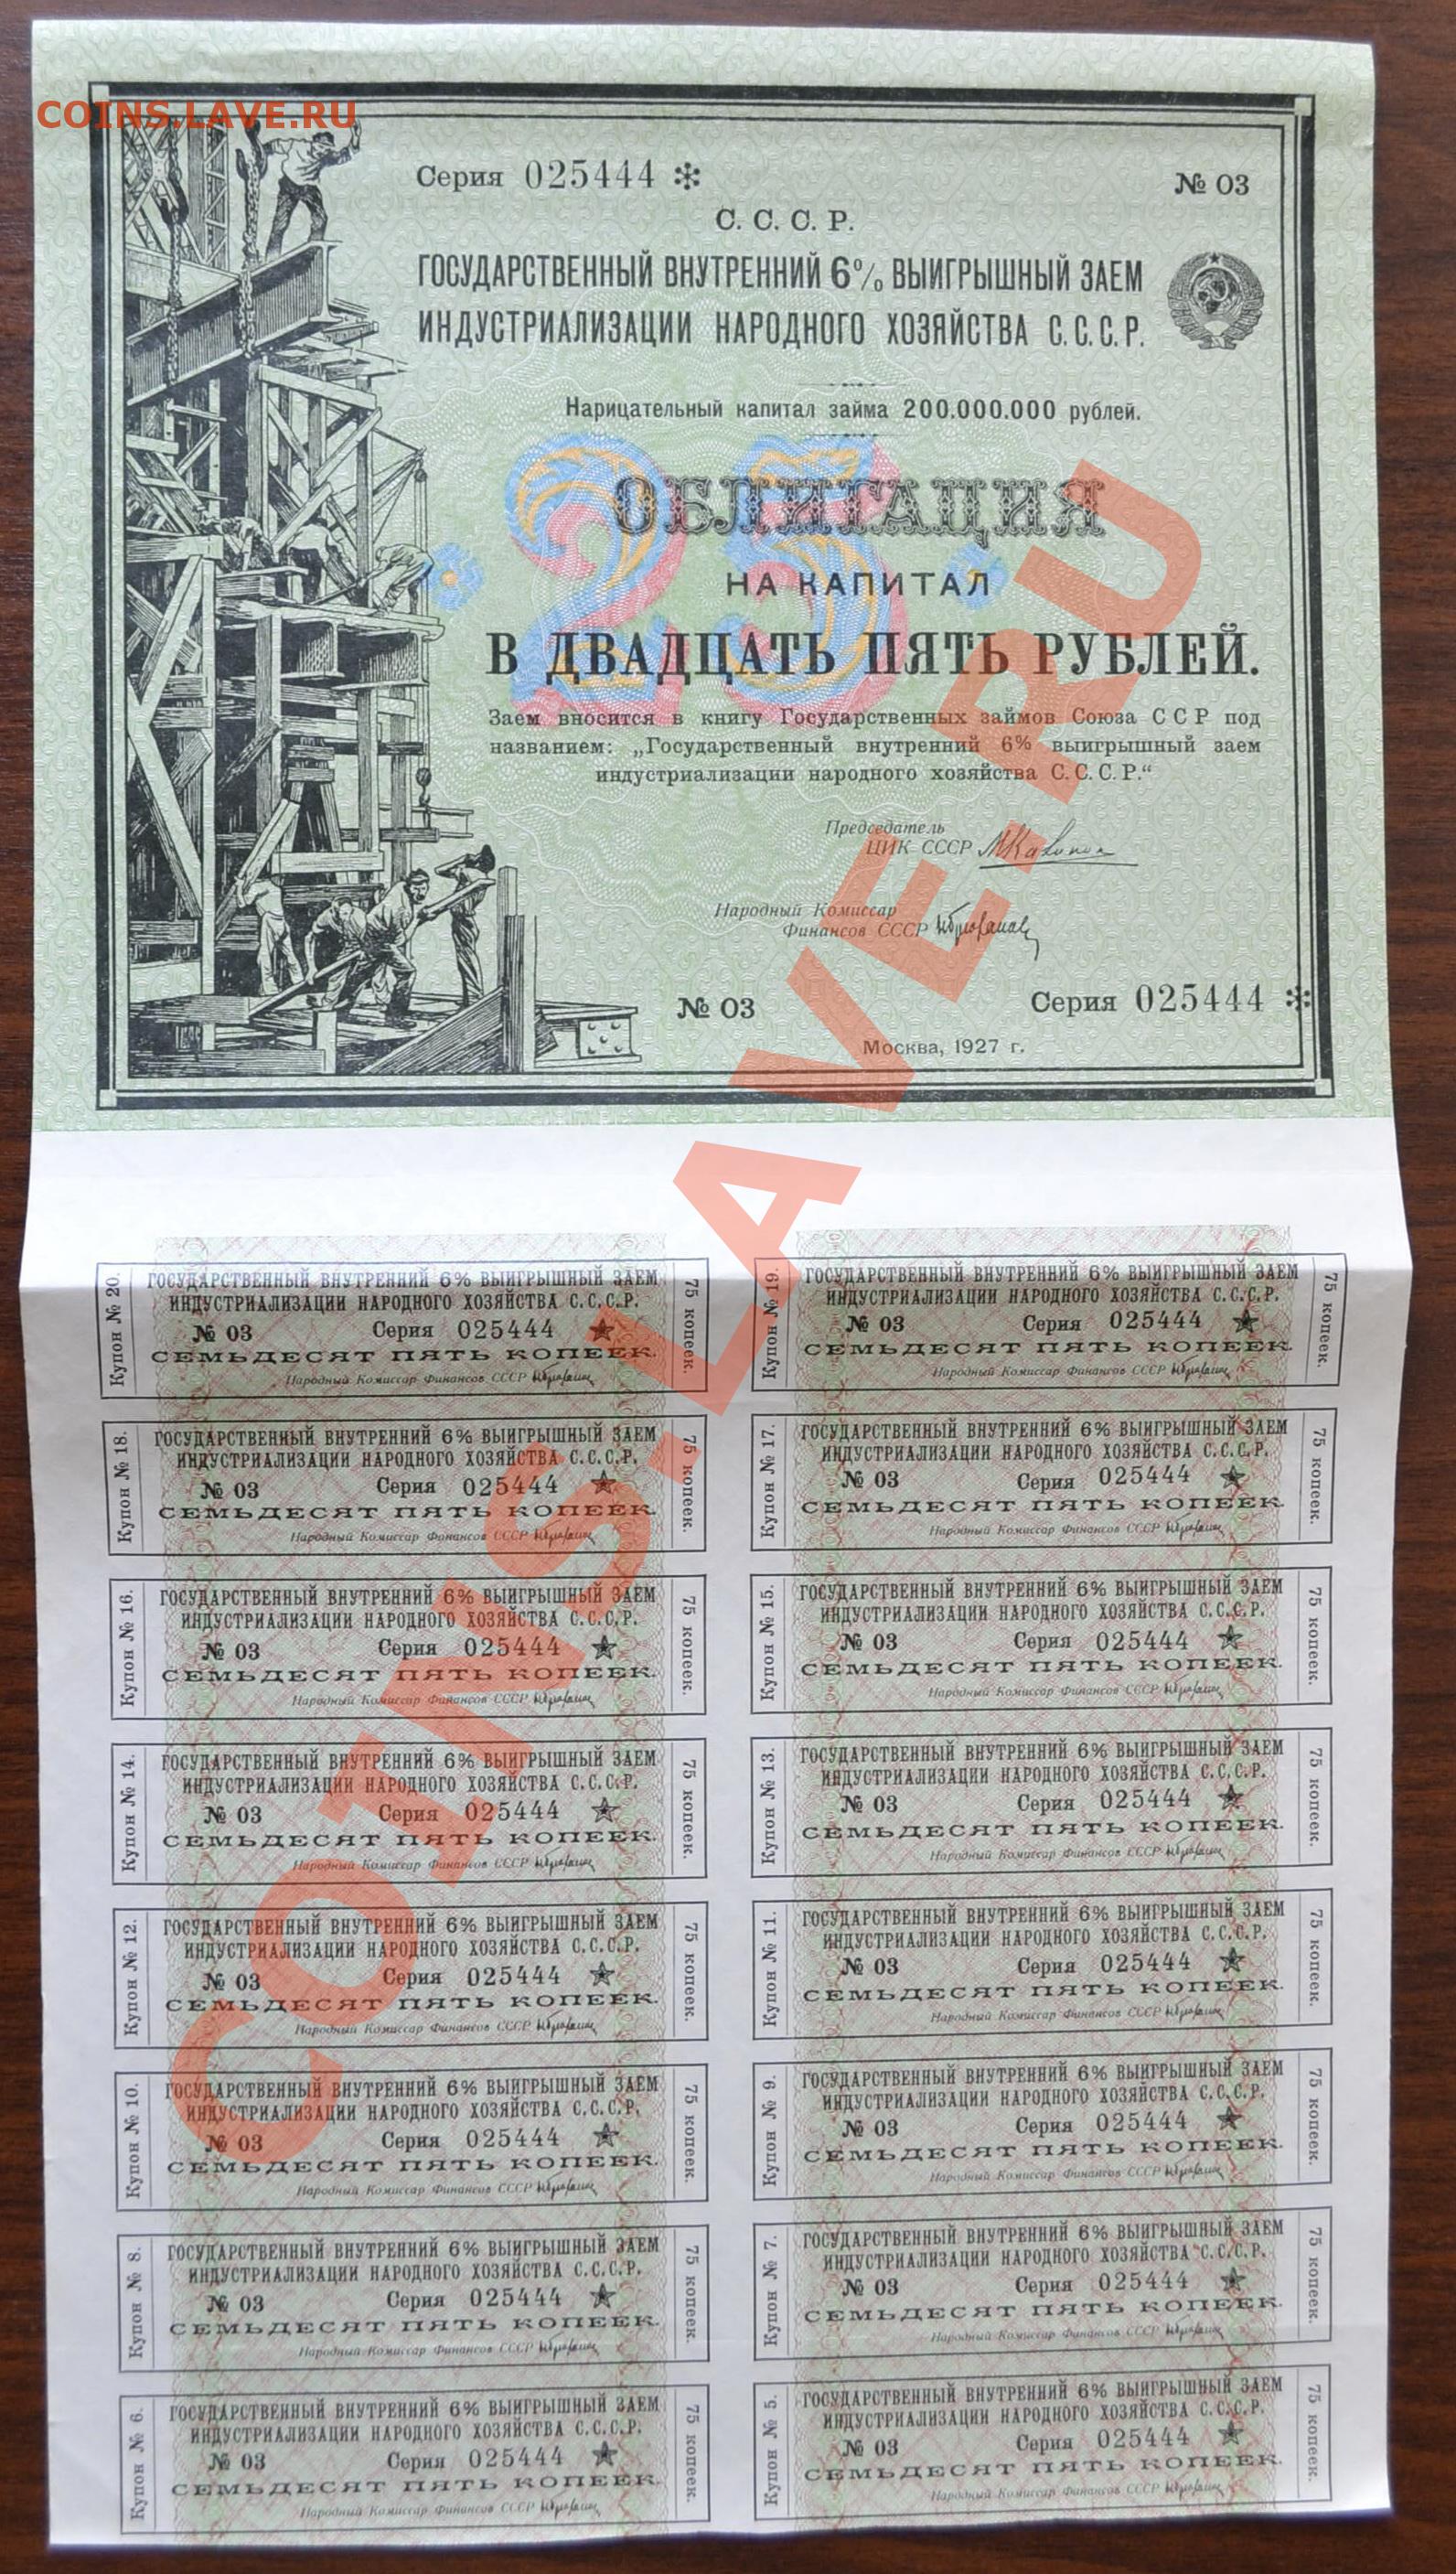 COINS.LAVE.RU
Серия 025444 *
№ 03
С. С. С. Р.
ГОСУДАРСТВЕННЫЙ ВНУТРЕННИЙ 6% ВЫИГРЫШНЫЙ ЗАЕМ
ИНДУСТРИАЛИЗАЦИИ НАРОДНОГО ХОЗЯЙСТВА С.С.С.Р.
Нарицательный капитал займа 200.000.000 рублей.
25
ОБЛИГАЦИЯ
НА КАПИТАЛ
В ДВАДЦАТЬ ПЯТЬ РУБЛЕЙ.
Заем вносится в книгу Государственных займов Союза ССР под
названием: „Государственный внутренний 6% выигрышный заем
индустриализации народного хозяйства С.С.С.Р.“
Председатель
ЦИК СССР
Народный Комиссар
Финансов СССР
№ 03
Серия 025444 *
Москва, 1927 г.
COINS.LAVE.RU
Купон № 20.
ГОСУДАРСТВЕННЫЙ ВНУТРЕННИЙ 6% ВЫИГРЫШНЫЙ ЗАЕМ
ИНДУСТРИАЛИЗАЦИИ НАРОДНОГО ХОЗЯЙСТВА С.С.С.Р.
№ 03 Серия 025444 ★
СЕМЬДЕСЯТ ПЯТЬ КОПЕЕК.
Народный Комиссар Финансов СССР
75 копеек.
Купон № 19.
ГОСУДАРСТВЕННЫЙ ВНУТРЕННИЙ 6% ВЫИГРЫШНЫЙ ЗАЕМ
ИНДУСТРИАЛИЗАЦИИ НАРОДНОГО ХОЗЯЙСТВА С.С.С.Р.
№ 03 Серия 025444 ★
СЕМЬДЕСЯТ ПЯТЬ КОПЕЕК.
Народный Комиссар Финансов СССР
75 копеек.
Купон № 18.
ГОСУДАРСТВЕННЫЙ ВНУТРЕННИЙ 6% ВЫИГРЫШНЫЙ ЗАЕМ
ИНДУСТРИАЛИЗАЦИИ НАРОДНОГО ХОЗЯЙСТВА С.С.С.Р.
№ 03 Серия 025444 ★
СЕМЬДЕСЯТ ПЯТЬ КОПЕЕК.
Народный Комиссар Финансов СССР
75 копеек.
Купон № 17.
ГОСУДАРСТВЕННЫЙ ВНУТРЕННИЙ 6% ВЫИГРЫШНЫЙ ЗАЕМ
ИНДУСТРИАЛИЗАЦИИ НАРОДНОГО ХОЗЯЙСТВА С.С.С.Р.
№ 03 Серия 025444 ★
СЕМЬДЕСЯТ ПЯТЬ КОПЕЕК.
Народный Комиссар Финансов СССР
75 копеек.
Купон № 16.
ГОСУДАРСТВЕННЫЙ ВНУТРЕННИЙ 6% ВЫИГРЫШНЫЙ ЗАЕМ
ИНДУСТРИАЛИЗАЦИИ НАРОДНОГО ХОЗЯЙСТВА С.С.С.Р.
№ 03 Серия 025444 ★
СЕМЬДЕСЯТ ПЯТЬ КОПЕЕК.
Народный Комиссар Финансов СССР
75 копеек.
Купон № 15.
ГОСУДАРСТВЕННЫЙ ВНУТРЕННИЙ 6% ВЫИГРЫШНЫЙ ЗАЕМ
ИНДУСТРИАЛИЗАЦИИ НАРОДНОГО ХОЗЯЙСТВА С.С.С.Р.
№ 03 Серия 025444 ★
СЕМЬДЕСЯТ ПЯТЬ КОПЕЕК.
Народный Комиссар Финансов СССР
75 копеек.
Купон № 14.
ГОСУДАРСТВЕННЫЙ ВНУТРЕННИЙ 6% ВЫИГРЫШНЫЙ ЗАЕМ
ИНДУСТРИАЛИЗАЦИИ НАРОДНОГО ХОЗЯЙСТВА С.С.С.Р.
№ 03 Серия 025444 ★
СЕМЬДЕСЯТ ПЯТЬ КОПЕЕК.
Народный Комиссар Финансов СССР
75 копеек.
Купон № 13.
ГОСУДАРСТВЕННЫЙ ВНУТРЕННИЙ 6% ВЫИГРЫШНЫЙ ЗАЕМ
ИНДУСТРИАЛИЗАЦИИ НАРОДНОГО ХОЗЯЙСТВА С.С.С.Р.
№ 03 Серия 025444 ★
СЕМЬДЕСЯТ ПЯТЬ КОПЕЕК.
Народный Комиссар Финансов СССР
75 копеек.
Купон № 12.
ГОСУДАРСТВЕННЫЙ ВНУТРЕННИЙ 6% ВЫИГРЫШНЫЙ ЗАЕМ
ИНДУСТРИАЛИЗАЦИИ НАРОДНОГО ХОЗЯЙСТВА С.С.С.Р.
№ 03 Серия 025444 ★
СЕМЬДЕСЯТ ПЯТЬ КОПЕЕК.
Народный Комиссар Финансов СССР
75 копеек.
Купон № 11.
ГОСУДАРСТВЕННЫЙ ВНУТРЕННИЙ 6% ВЫИГРЫШНЫЙ ЗАЕМ
ИНДУСТРИАЛИЗАЦИИ НАРОДНОГО ХОЗЯЙСТВА С.С.С.Р.
№ 03 Серия 025444 ★
СЕМЬДЕСЯТ ПЯТЬ КОПЕЕК.
Народный Комиссар Финансов СССР
75 копеек.
Купон № 10.
ГОСУДАРСТВЕННЫЙ ВНУТРЕННИЙ 6% ВЫИГРЫШНЫЙ ЗАЕМ
ИНДУСТРИАЛИЗАЦИИ НАРОДНОГО ХОЗЯЙСТВА С.С.С.Р.
№ 03 Серия 025444 ★
СЕМЬДЕСЯТ ПЯТЬ КОПЕЕК.
Народный Комиссар Финансов СССР
75 копеек.
Купон № 9.
ГОСУДАРСТВЕННЫЙ ВНУТРЕННИЙ 6% ВЫИГРЫШНЫЙ ЗАЕМ
ИНДУСТРИАЛИЗАЦИИ НАРОДНОГО ХОЗЯЙСТВА С.С.С.Р.
№ 03 Серия 025444 ★
СЕМЬДЕСЯТ ПЯТЬ КОПЕЕК.
Народный Комиссар Финансов СССР
75 копеек.
Купон № 8.
ГОСУДАРСТВЕННЫЙ ВНУТРЕННИЙ 6% ВЫИГРЫШНЫЙ ЗАЕМ
ИНДУСТРИАЛИЗАЦИИ НАРОДНОГО ХОЗЯЙСТВА С.С.С.Р.
№ 03 Серия 025444 ★
СЕМЬДЕСЯТ ПЯТЬ КОПЕЕК.
Народный Комиссар Финансов СССР
75 копеек.
Купон № 7.
ГОСУДАРСТВЕННЫЙ ВНУТРЕННИЙ 6% ВЫИГРЫШНЫЙ ЗАЕМ
ИНДУСТРИАЛИЗАЦИИ НАРОДНОГО ХОЗЯЙСТВА С.С.С.Р.
№ 03 Серия 025444 ★
СЕМЬДЕСЯТ ПЯТЬ КОПЕЕК.
Народный Комиссар Финансов СССР
75 копеек.
Купон № 6.
ГОСУДАРСТВЕННЫЙ ВНУТРЕННИЙ 6% ВЫИГРЫШНЫЙ ЗАЕМ
ИНДУСТРИАЛИЗАЦИИ НАРОДНОГО ХОЗЯЙСТВА С.С.С.Р.
№ 03 Серия 025444 ★
СЕМЬДЕСЯТ ПЯТЬ КОПЕЕК.
Народный Комиссар Финансов СССР
75 копеек.
Купон № 5.
ГОСУДАРСТВЕННЫЙ ВНУТРЕННИЙ 6% ВЫИГРЫШНЫЙ ЗАЕМ
ИНДУСТРИАЛИЗАЦИИ НАРОДНОГО ХОЗЯЙСТВА С.С.С.Р.
№ 03 Серия 025444 ★
СЕМЬДЕСЯТ ПЯТЬ КОПЕЕК.
Народный Комиссар Финансов СССР
75 копеек.